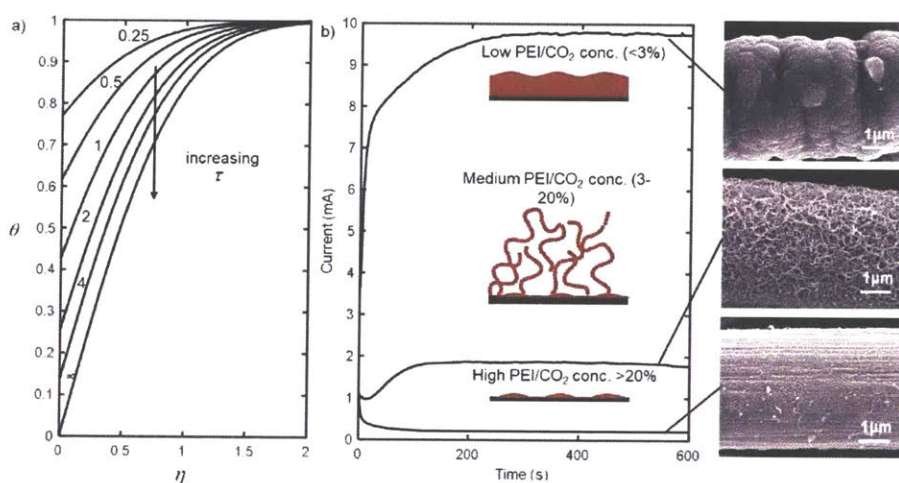 a)
1
0.9
0.8
0.7
0.6
0.5
0.4
0.3
0.2
0.1
0
θ
0.25
0.5
1
2
4
increasing
τ
0
0.5
1
1.5
2
η
b)
10
9
8
7
6
5
4
3
2
1
0
Current (mA)
Low PEI/CO₂ conc. (<3%)
Medium PEI/CO₂ conc. (3-
20%)
High PEI/CO₂ conc. >20%
0
200
400
600
Time (s)
1μm
1μm
1μm